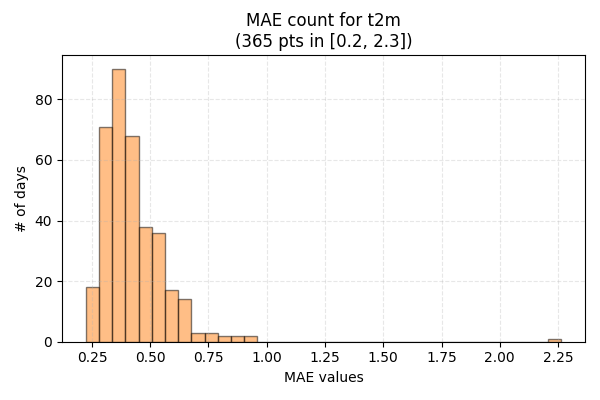 MAE count for t2m
(365 pts in [0.2, 2.3])
# of days
80
60
40
20
0
0.25 0.50 0.75 1.00 1.25 1.50 1.75 2.00 2.25
MAE values